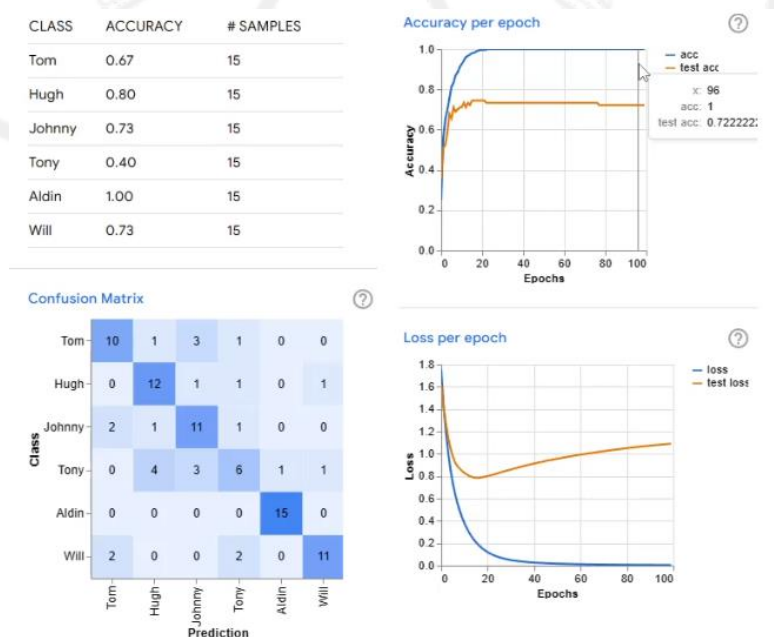 CLASS ACCURACY # SAMPLES
Tom 0.67 15
Hugh 0.80 15
Johnny 0.73 15
Tony 0.40 15
Aldin 1.00 15
Will 0.73 15
Accuracy per epoch ?
1.0
0.8
0.6
0.4
0.2
0.0
Accuracy
0 20 40 60 80 100
Epochs
acc
test acc
x: 96
acc: 1
test acc: 0.7222222
Confusion Matrix ?
Class
Tom 10 1 3 1 0 0
Hugh 0 12 1 1 0 1
Johnny 2 1 11 1 0 0
Tony 0 4 3 6 1 1
Aldin 0 0 0 0 15 0
Will 2 0 0 2 0 11
Tom Hugh Johnny Tony Aldin Will
Prediction
Loss per epoch ?
1.8
1.6
1.4
1.2
1.0
0.8
0.6
0.4
0.2
0.0
Loss
0 20 40 60 80 100
Epochs
loss
test loss